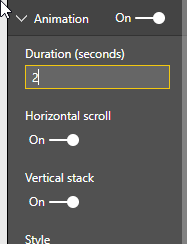 Animation On
Duration (seconds)
2
Horizontal scroll
On
Vertical stack
On
Style